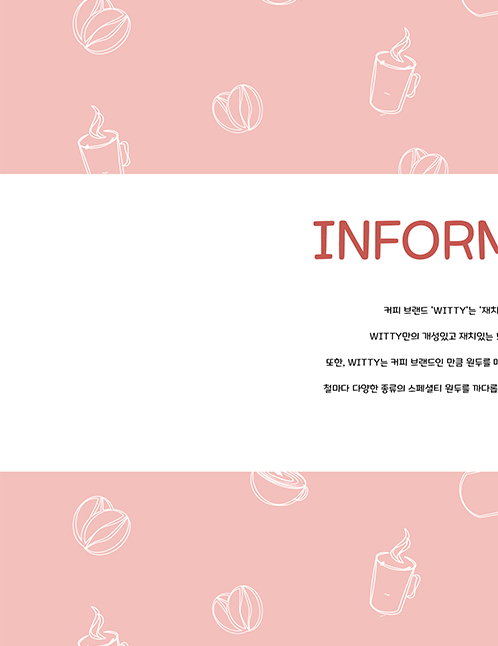 INFORM
커피 브랜드 'WITTY'는 '재치
WITTY만의 개성있고 재치있는
또한, WITTY는 커피 브랜드인 만큼 원두를
철마다 다양한 종류의 스페셜티 원두를 까다롭